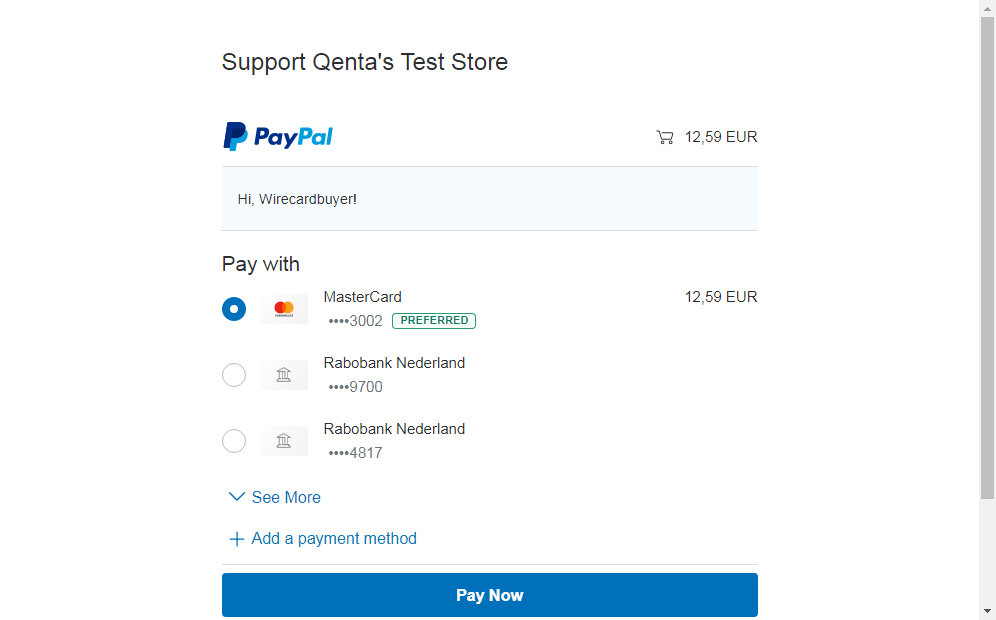 Support Qenta's Test Store
PayPal
12,59 EUR
Hi, Wirecardbuyer!
Pay with
MasterCard
12,59 EUR
••••3002 PREFERRED
Rabobank Nederland
••••9700
Rabobank Nederland
••••4817
See More
Add a payment method
Pay Now